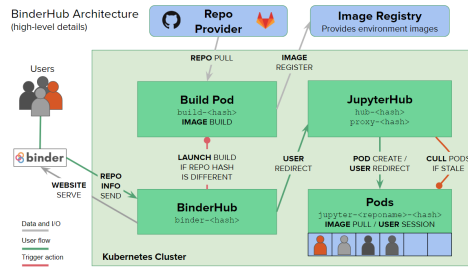 BinderHub Architecture
(high-level details)
Repo
Provider
Image Registry
Provides environment images
Users
REPO PULL
IMAGE
REGISTER
Build Pod
build-<hash>
IMAGE BUILD
JupyterHub
hub-<hash>
proxy-<hash>
binder
LAUNCH BUILD
IF REPO HASH
IS DIFFERENT
USER
REDIRECT
POD CREATE /
USER REDIRECT
CULL PODS
IF STALE
REPO
INFO
SEND
WEBSITE
SERVE
BinderHub
binder-<hash>
Pods
jupyter-<reponame>-<hash>
IMAGE PULL / USER SESSION
Data and I/O
User flow
Trigger action
Kubernetes Cluster